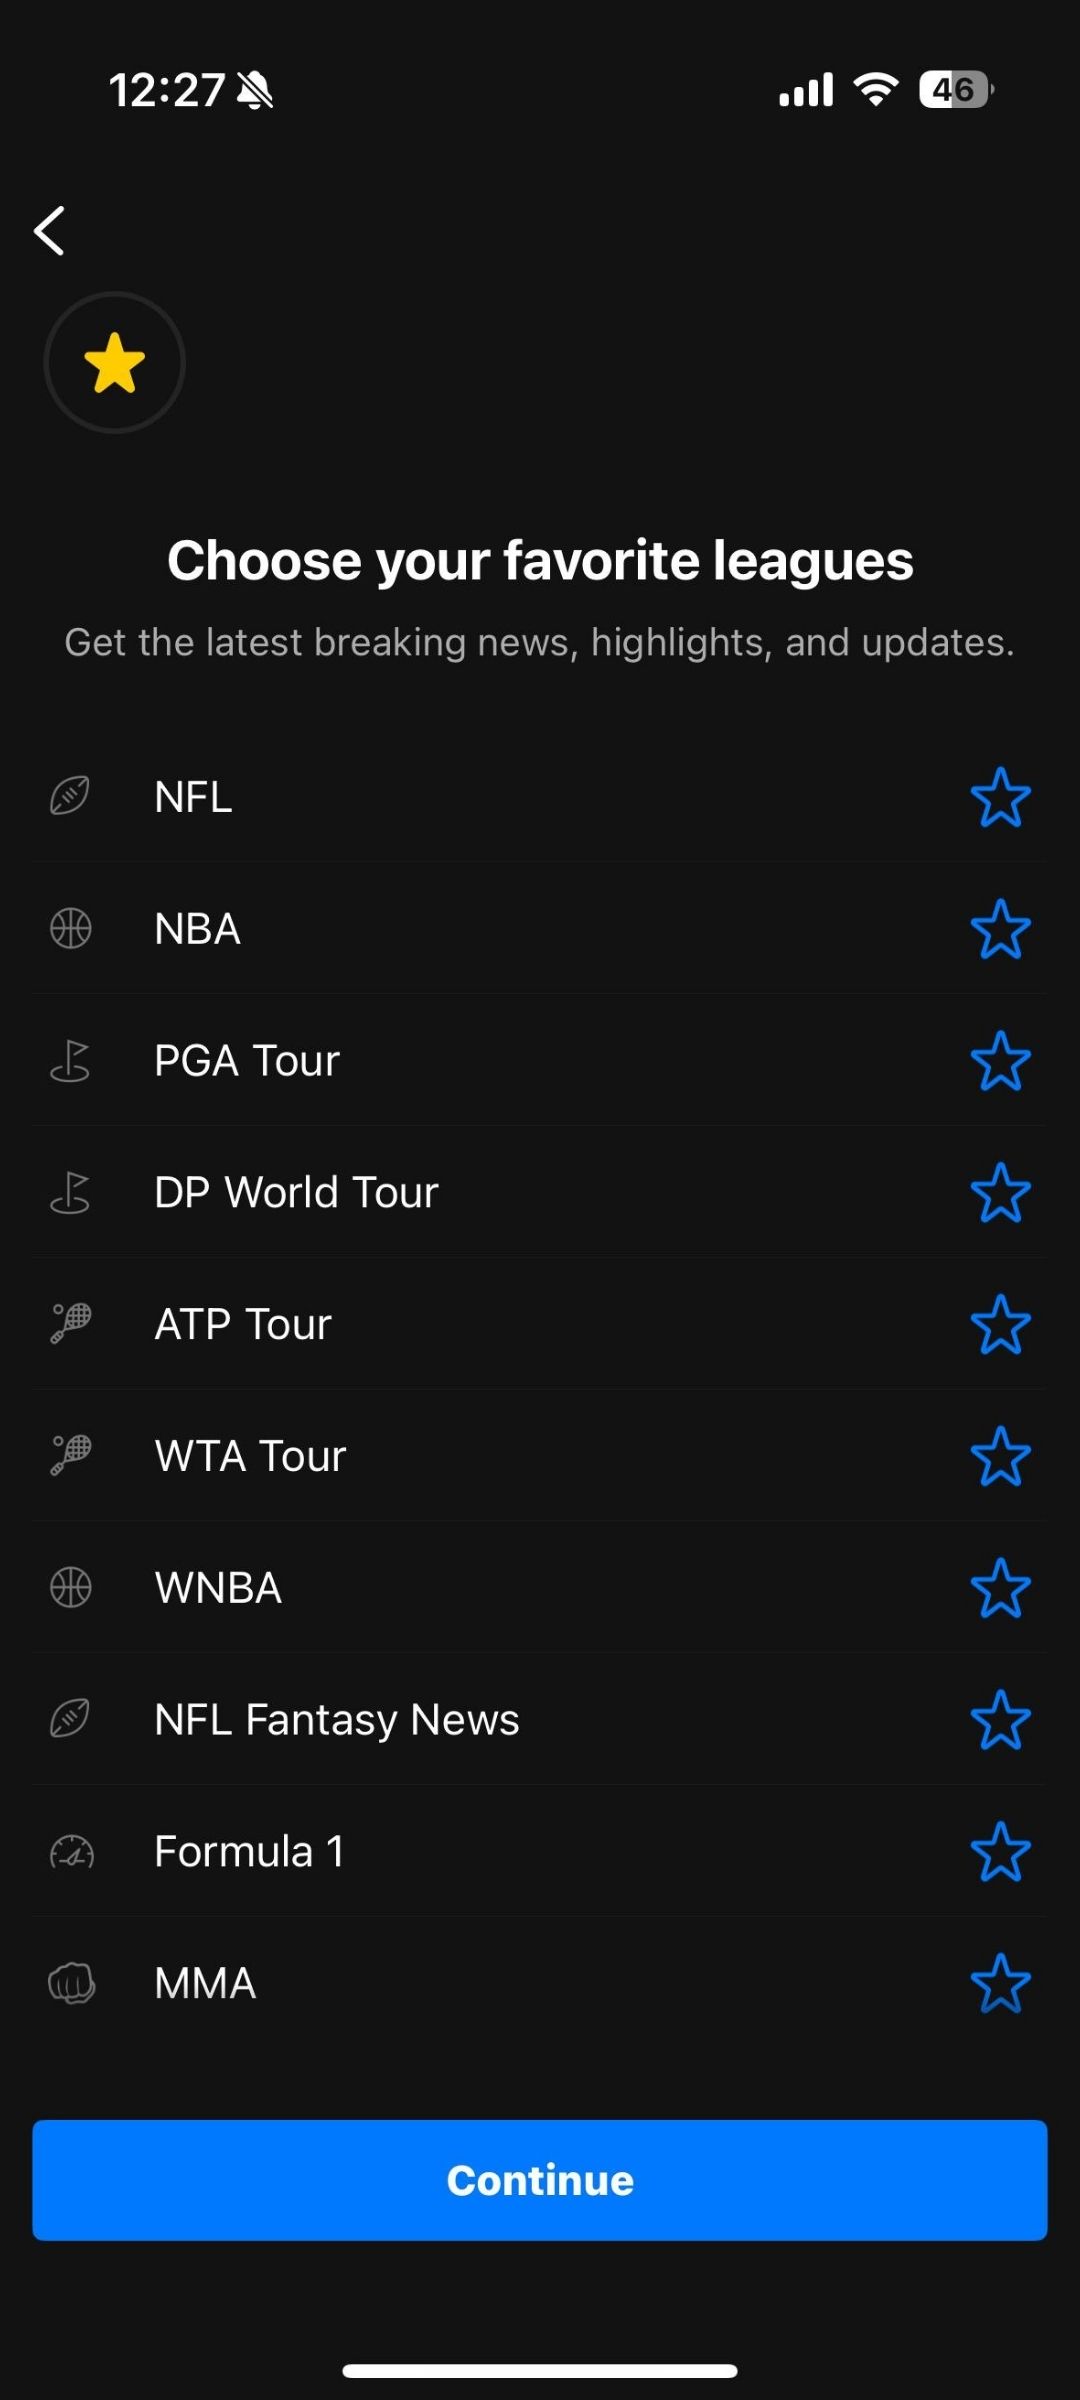 12:27
46
Choose your favorite leagues
Get the latest breaking news, highlights, and updates.
NFL
NBA
PGA Tour
DP World Tour
ATP Tour
WTA Tour
WNBA
NFL Fantasy News
Formula 1
MMA
Continue